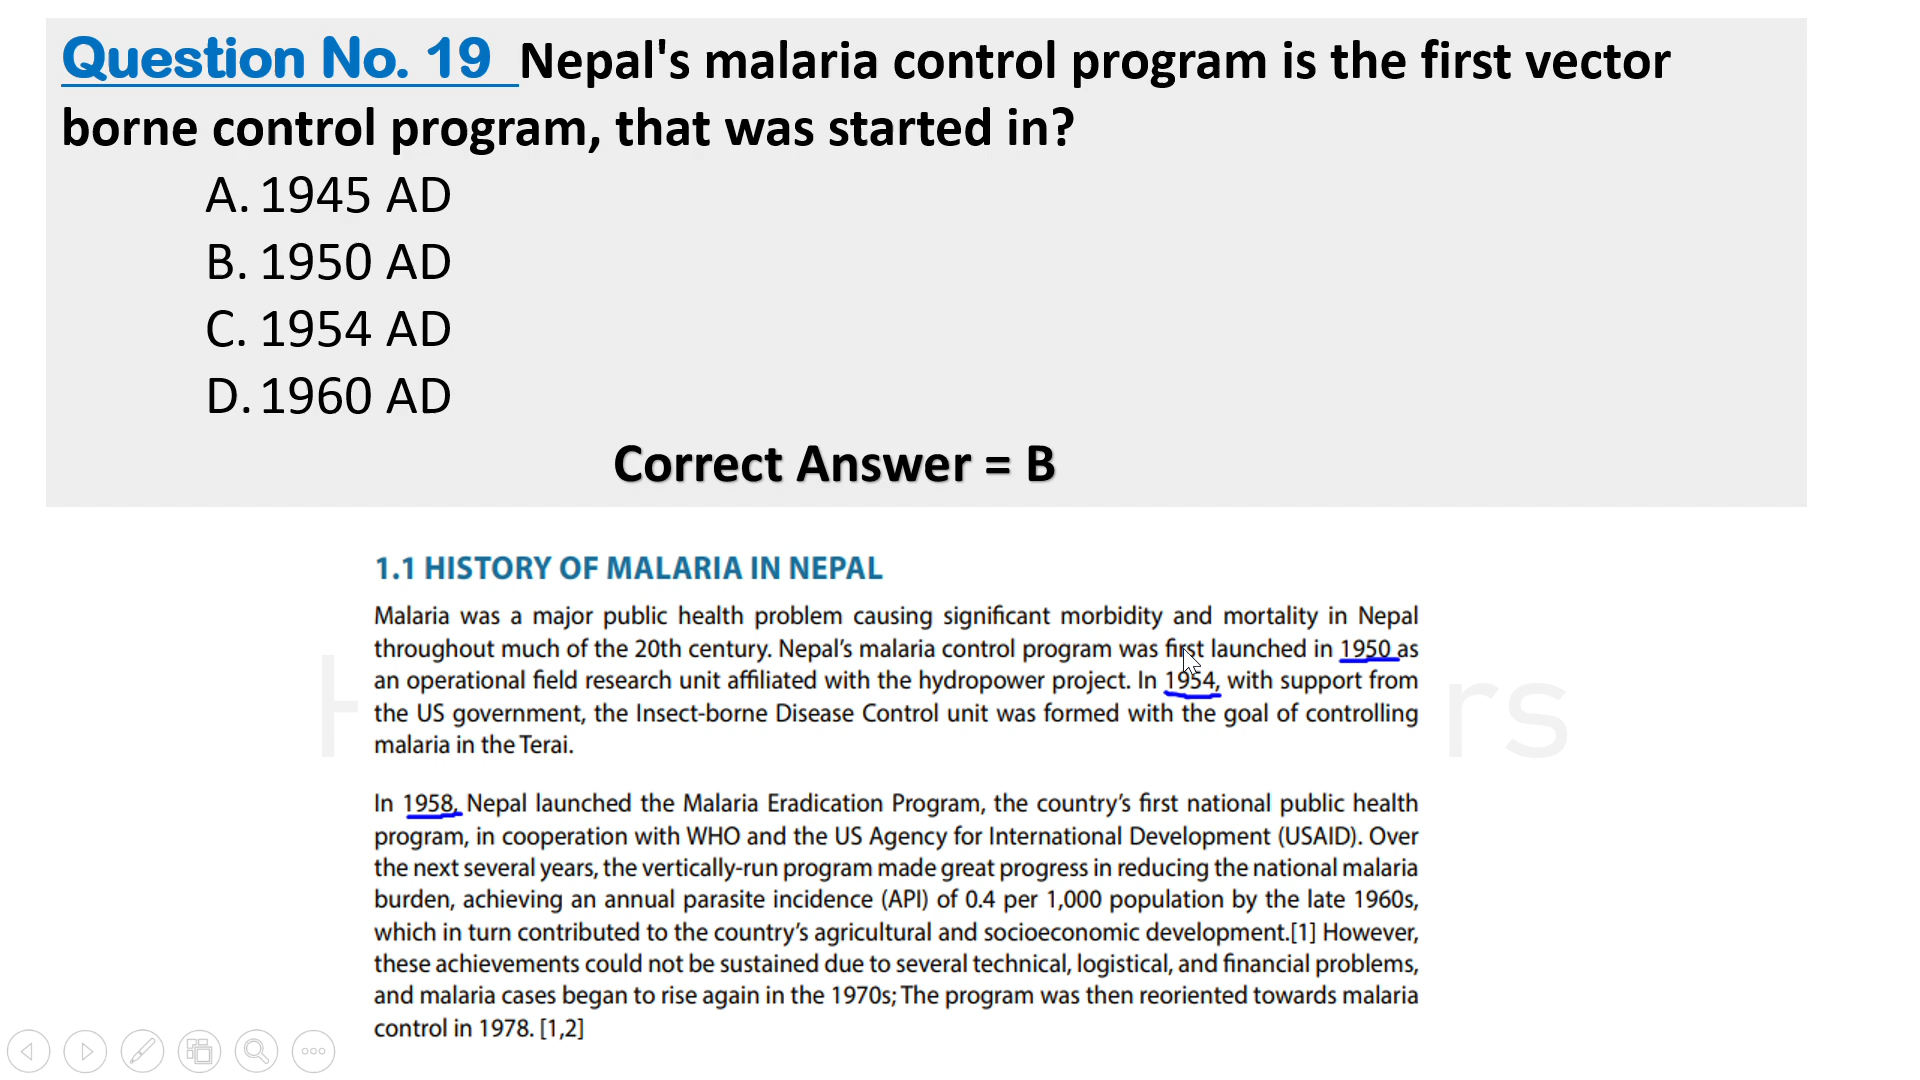 Question No. 19 Nepal's malaria control program is the first vector
borne control program, that was started in?
A. 1945 AD
B. 1950 AD
C. 1954 AD
D. 1960 AD
Correct Answer = B
1.1 HISTORY OF MALARIA IN NEPAL
Malaria was a major public health problem causing significant morbidity and mortality in Nepal
throughout much of the 20th century. Nepal’s malaria control program was first launched in 1950 as
an operational field research unit affiliated with the hydropower project. In 1954, with support from
the US government, the Insect-borne Disease Control unit was formed with the goal of controlling
malaria in the Terai.
In 1958, Nepal launched the Malaria Eradication Program, the country’s first national public health
program, in cooperation with WHO and the US Agency for International Development (USAID). Over
the next several years, the vertically-run program made great progress in reducing the national malaria
burden, achieving an annual parasite incidence (API) of 0.4 per 1,000 population by the late 1960s,
which in turn contributed to the country’s agricultural and socioeconomic development.[1] However,
these achievements could not be sustained due to several technical, logistical, and financial problems,
and malaria cases began to rise again in the 1970s; The program was then reoriented towards malaria
control in 1978. [1,2]